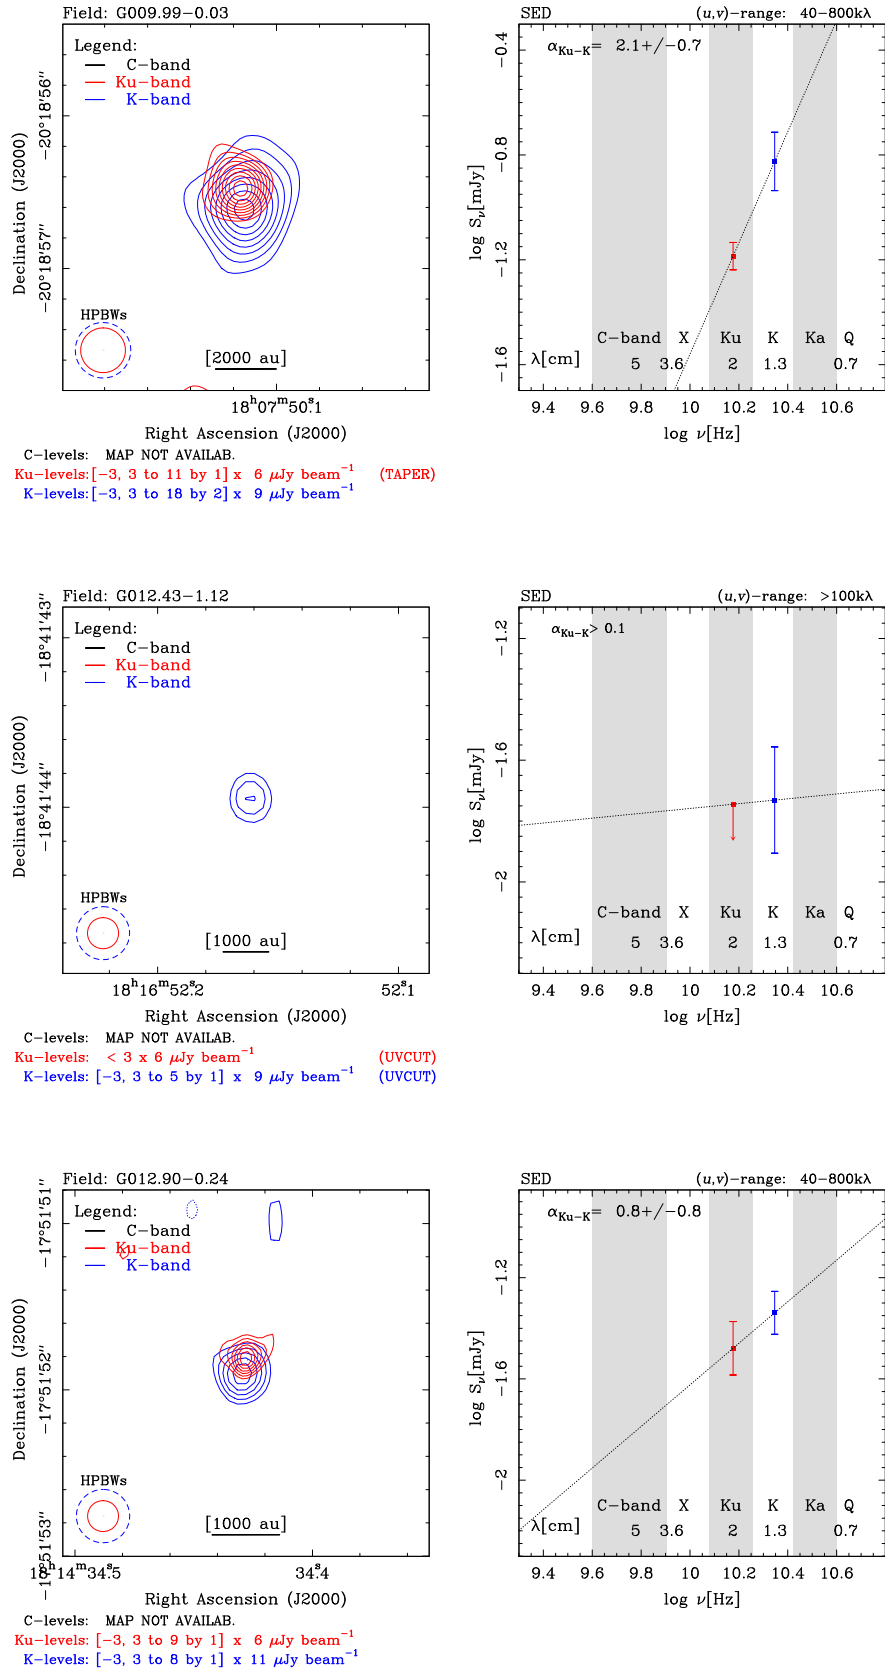 Field: G009.99−0.03
Legend:
C−band
Ku−band
K−band
Declination (J2000)
−20°18′56″
−20°18′57″
HPBWs
[2000 au]
18ʰ07ᵐ50ˢ.1
Right Ascension (J2000)
C−levels: MAP NOT AVAILAB.
Ku−levels: [−3, 3 to 11 by 1] x 6 μJy beam⁻¹ (TAPER)
K−levels: [−3, 3 to 18 by 2] x 9 μJy beam⁻¹
SED (u,v)−range: 40−800kλ
α_Ku−K= 2.1+/−0.7
log S_ν[mJy]
−0.4
−0.8
−1.2
−1.6
C−band X Ku K Ka Q
λ[cm] 5 3.6 2 1.3 0.7
9.4 9.6 9.8 10 10.2 10.4 10.6
log ν[Hz]
Field: G012.43−1.12
Legend:
C−band
Ku−band
K−band
Declination (J2000)
−18°41′43″
−18°41′44″
HPBWs
[1000 au]
18ʰ16ᵐ52ˢ.2 52ˢ.1
Right Ascension (J2000)
C−levels: MAP NOT AVAILAB.
Ku−levels: < 3 x 6 μJy beam⁻¹ (UVCUT)
K−levels: [−3, 3 to 5 by 1] x 9 μJy beam⁻¹ (UVCUT)
SED (u,v)−range: >100kλ
α_Ku−K> 0.1
log S_ν[mJy]
−1.2
−1.6
−2
C−band X Ku K Ka Q
λ[cm] 5 3.6 2 1.3 0.7
9.4 9.6 9.8 10 10.2 10.4 10.6
log ν[Hz]
Field: G012.90−0.24
Legend:
C−band
Ku−band
K−band
Declination (J2000)
−17°51′51″
−17°51′52″
−17°51′53″
HPBWs
[1000 au]
18ʰ14ᵐ34ˢ.5 34ˢ.4
Right Ascension (J2000)
C−levels: MAP NOT AVAILAB.
Ku−levels: [−3, 3 to 9 by 1] x 6 μJy beam⁻¹
K−levels: [−3, 3 to 8 by 1] x 11 μJy beam⁻¹
SED (u,v)−range: 40−800kλ
α_Ku−K= 0.8+/−0.8
log S_ν[mJy]
−1.2
−1.6
−2
C−band X Ku K Ka Q
λ[cm] 5 3.6 2 1.3 0.7
9.4 9.6 9.8 10 10.2 10.4 10.6
log ν[Hz]